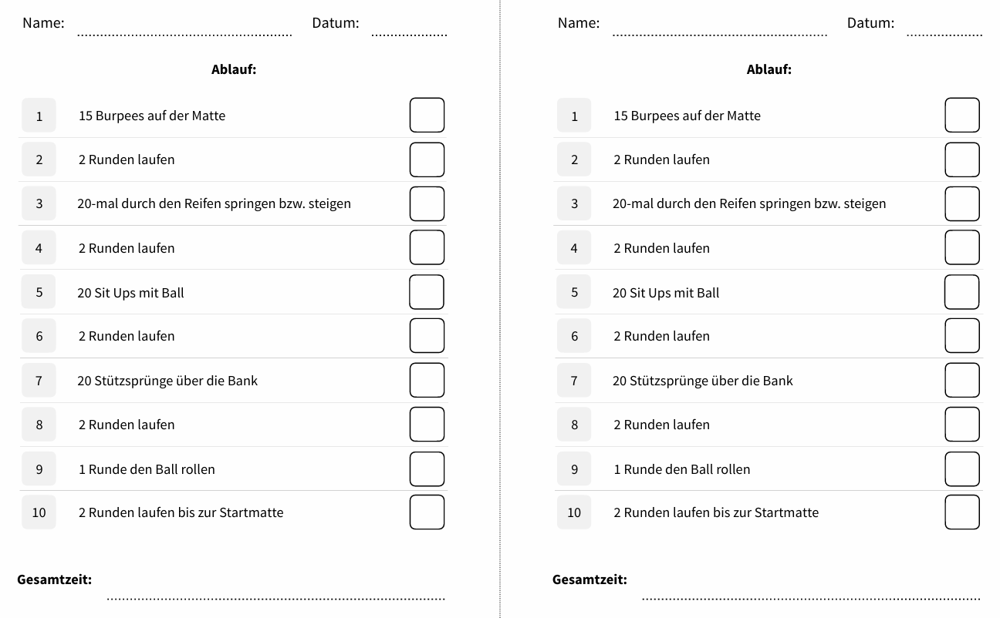 Name: Datum:
Ablauf:
1 15 Burpees auf der Matte
2 2 Runden laufen
3 20-mal durch den Reifen springen bzw. steigen
4 2 Runden laufen
5 20 Sit Ups mit Ball
6 2 Runden laufen
7 20 Stützsprünge über die Bank
8 2 Runden laufen
9 1 Runde den Ball rollen
10 2 Runden laufen bis zur Startmatte
Gesamtzeit:
Name: Datum:
Ablauf:
1 15 Burpees auf der Matte
2 2 Runden laufen
3 20-mal durch den Reifen springen bzw. steigen
4 2 Runden laufen
5 20 Sit Ups mit Ball
6 2 Runden laufen
7 20 Stützsprünge über die Bank
8 2 Runden laufen
9 1 Runde den Ball rollen
10 2 Runden laufen bis zur Startmatte
Gesamtzeit: